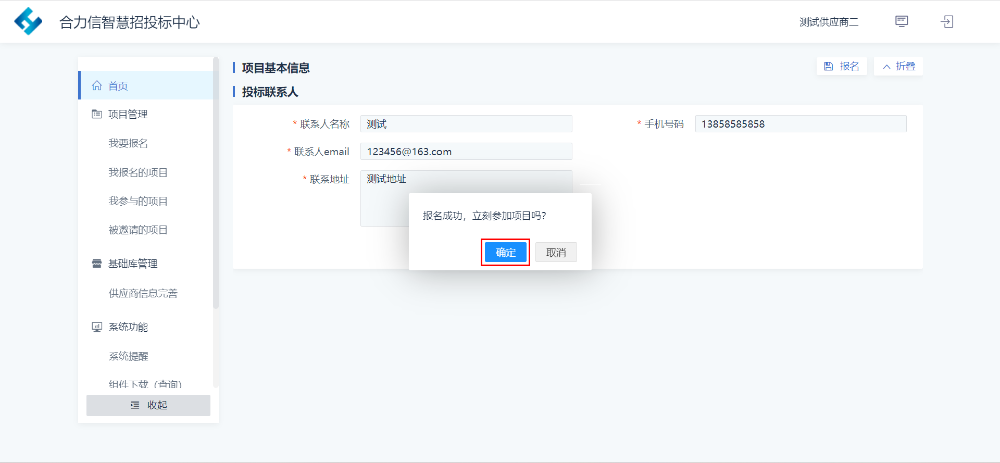 合力信智慧招投标中心
测试供应商二
首页
项目管理
我要报名
我报名的项目
我参与的项目
被邀请的项目
基础库管理
供应商信息完善
系统功能
系统提醒
组件下载（查询）
收起
项目基本信息
报名
折叠
投标联系人
* 联系人名称 测试
* 手机号码 13858585858
* 联系人email 123456@163.com
* 联系地址 测试地址
报名成功，立刻参加项目吗？
确定
取消